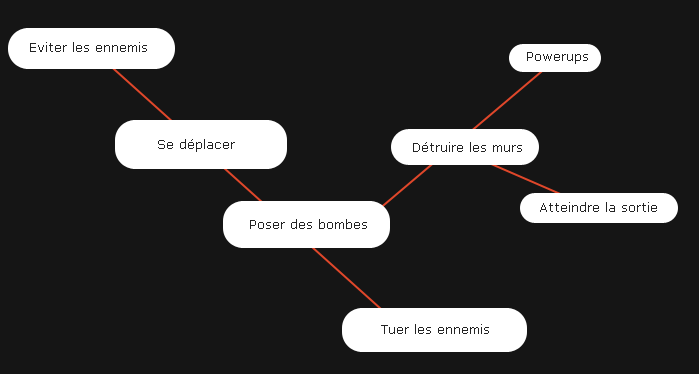 Eviter les ennemis
Powerups
Se déplacer
Détruire les murs
Atteindre la sortie
Poser des bombes
Tuer les ennemis